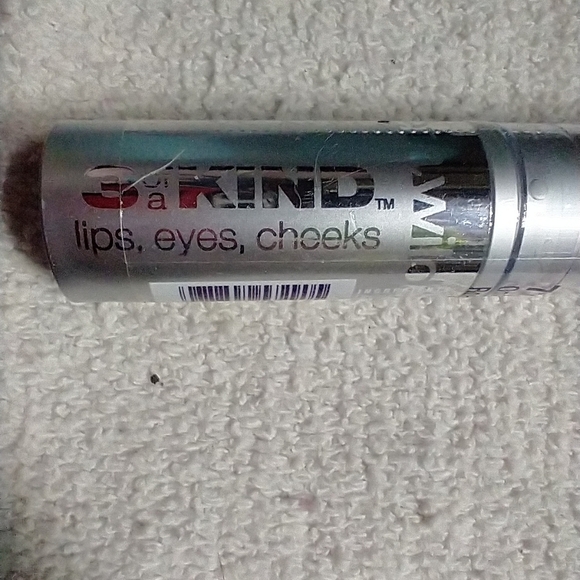 3 of a KIND™
lips, eyes, cheeks